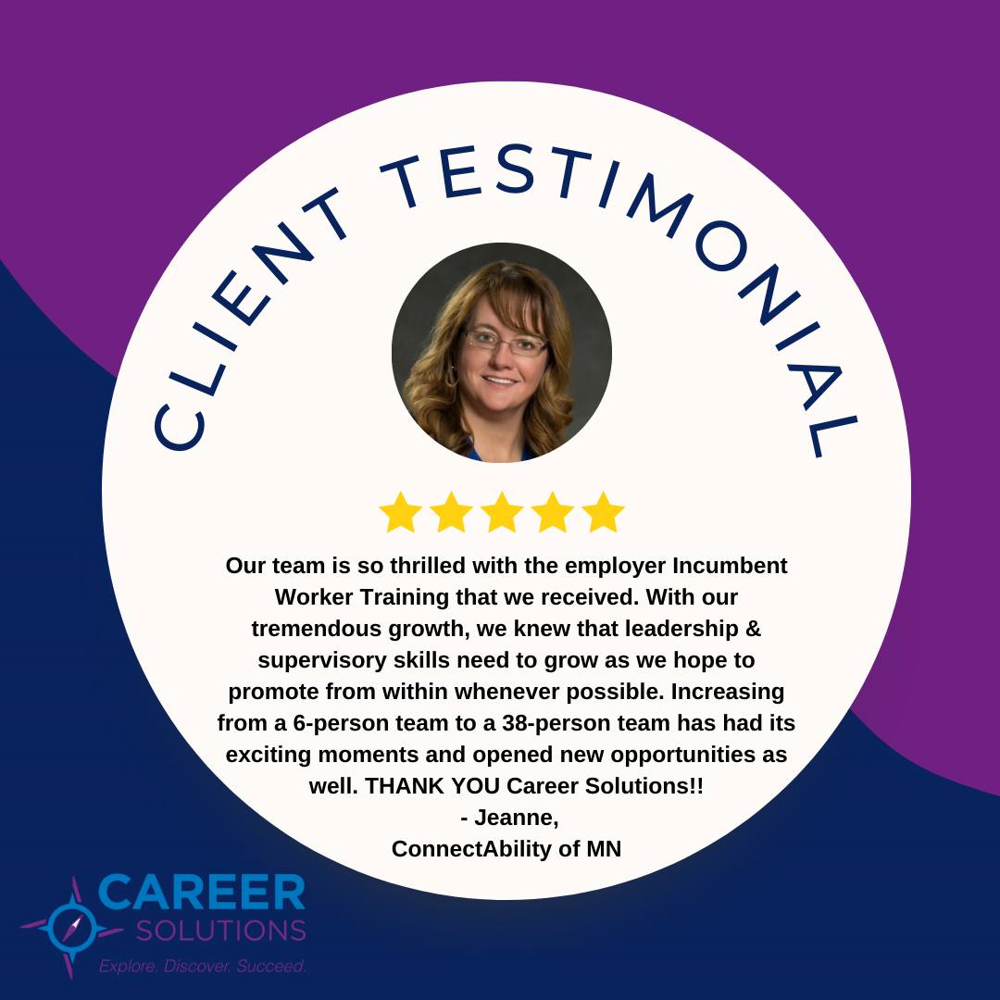 CLIENT TESTIMONIAL
Our team is so thrilled with the employer Incumbent
Worker Training that we received. With our
tremendous growth, we knew that leadership &
supervisory skills need to grow as we hope to
promote from within whenever possible. Increasing
from a 6-person team to a 38-person team has had its
exciting moments and opened new opportunities as
well. THANK YOU Career Solutions!!
- Jeanne,
ConnectAbility of MN
CAREER
SOLUTIONS
Explore. Discover. Succeed.